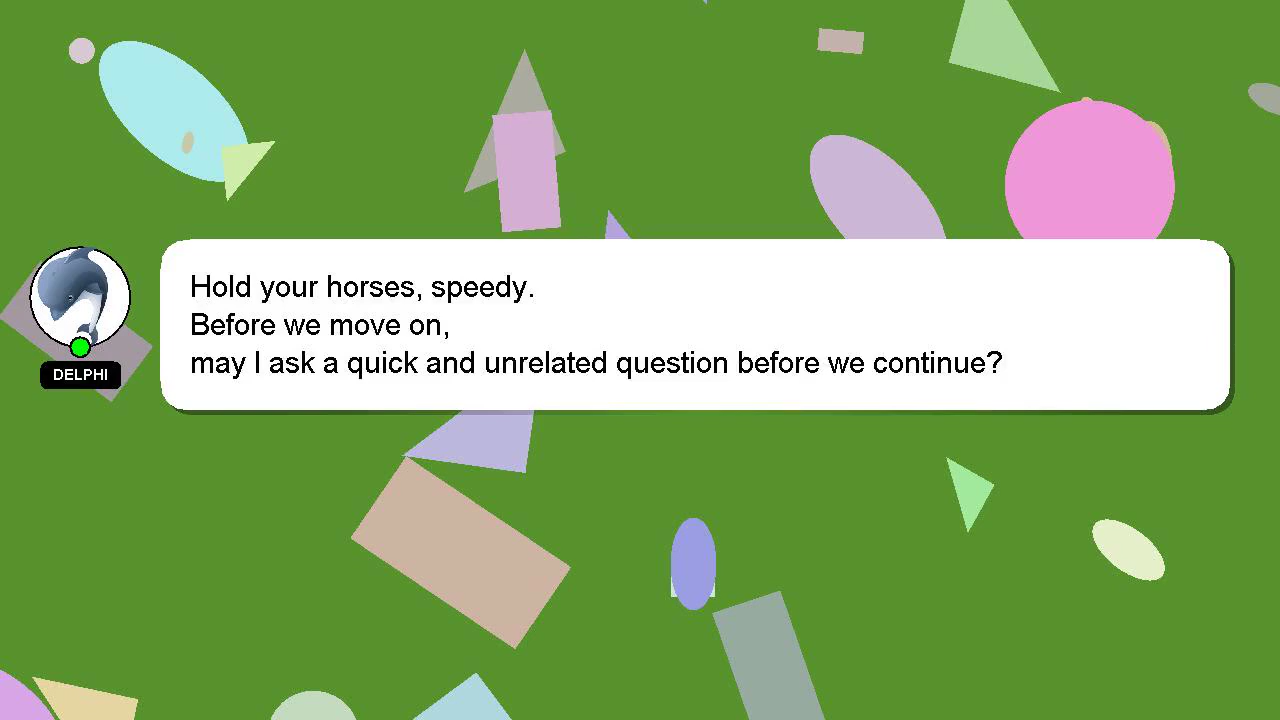 Hold your horses, speedy.
Before we move on,
may I ask a quick and unrelated question before we continue?
DELPHI